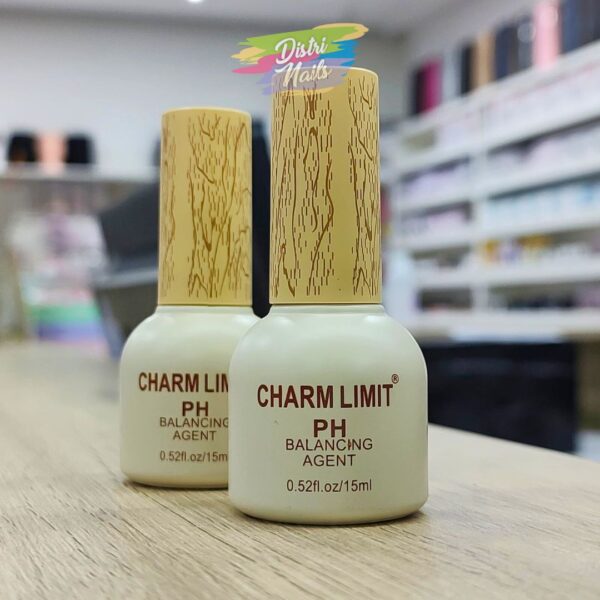 Distri
Nails
CHARM LIMIT®
PH
BALANCING
AGENT
0.52fl.oz/15ml
CHARM LIM
PH
BALANCING
AGENT
0.52fl.oz/15ml